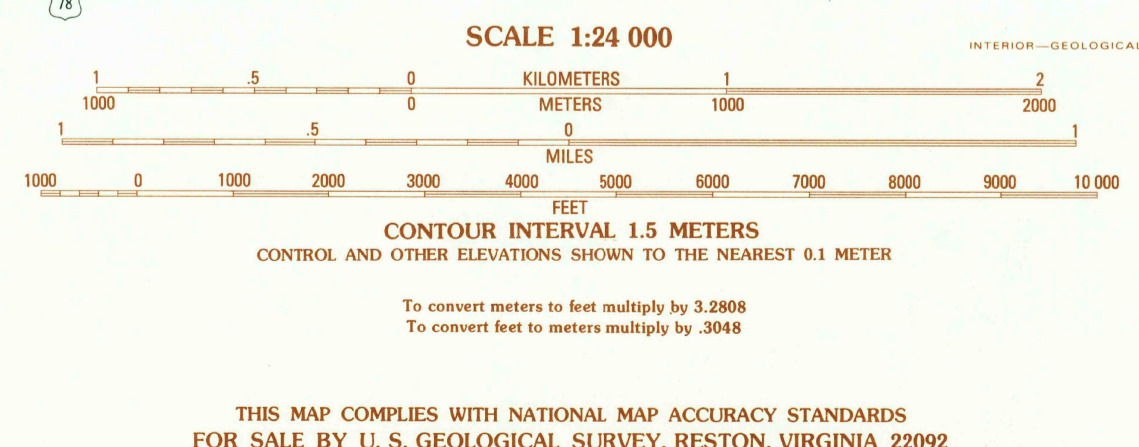 78
SCALE 1:24 000
INTERIOR—GEOLOGICAL
1 .5 0 KILOMETERS 1 2
1000 0 METERS 1000 2000
1 .5 0 1
MILES
1000 0 1000 2000 3000 4000 5000 6000 7000 8000 9000 10 000
FEET
CONTOUR INTERVAL 1.5 METERS
CONTROL AND OTHER ELEVATIONS SHOWN TO THE NEAREST 0.1 METER
To convert meters to feet multiply by 3.2808
To convert feet to meters multiply by .3048
THIS MAP COMPLIES WITH NATIONAL MAP ACCURACY STANDARDS
FOR SALE BY U. S. GEOLOGICAL SURVEY, RESTON, VIRGINIA 22092